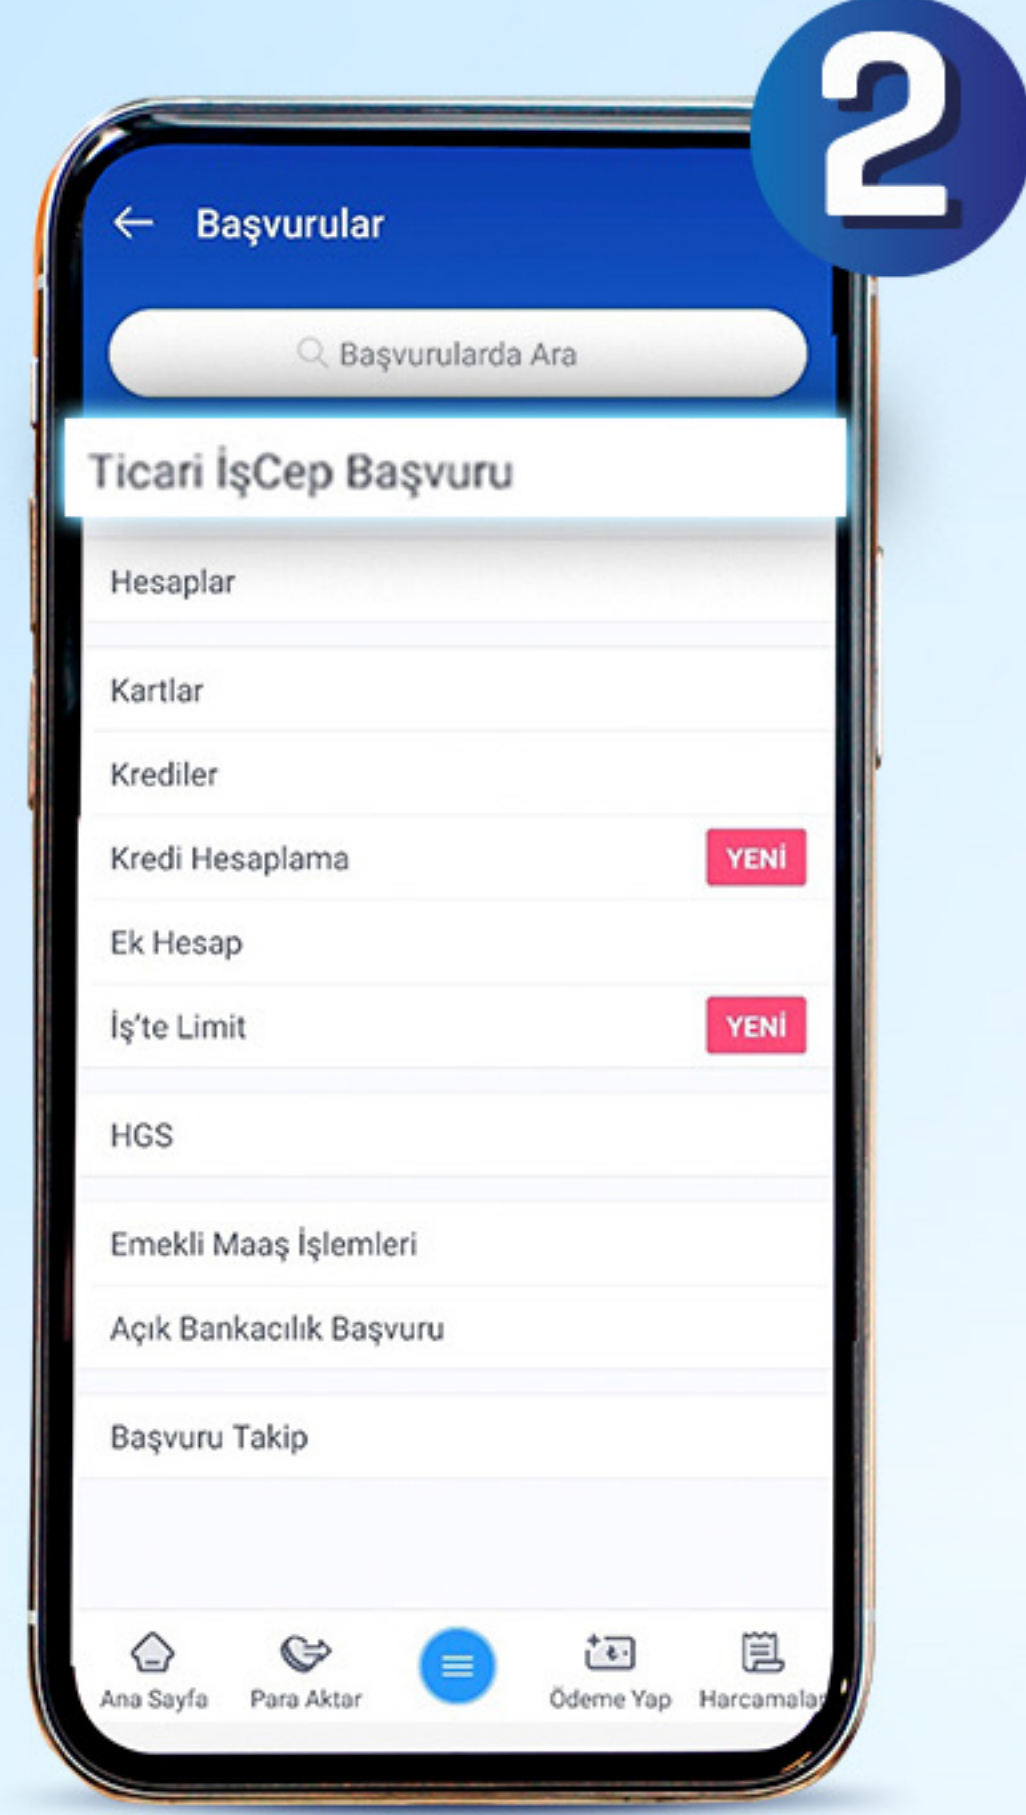 2
Başvurular
Başvurularda Ara
Ticari İşCep Başvuru
Hesaplar
Kartlar
Krediler
Kredi Hesaplama
YENİ
Ek Hesap
İş'te Limit
YENİ
HGS
Emekli Maaş İşlemleri
Açık Bankacılık Başvuru
Başvuru Takip
Ana Sayfa Para Aktar Ödeme Yap Harcamalar